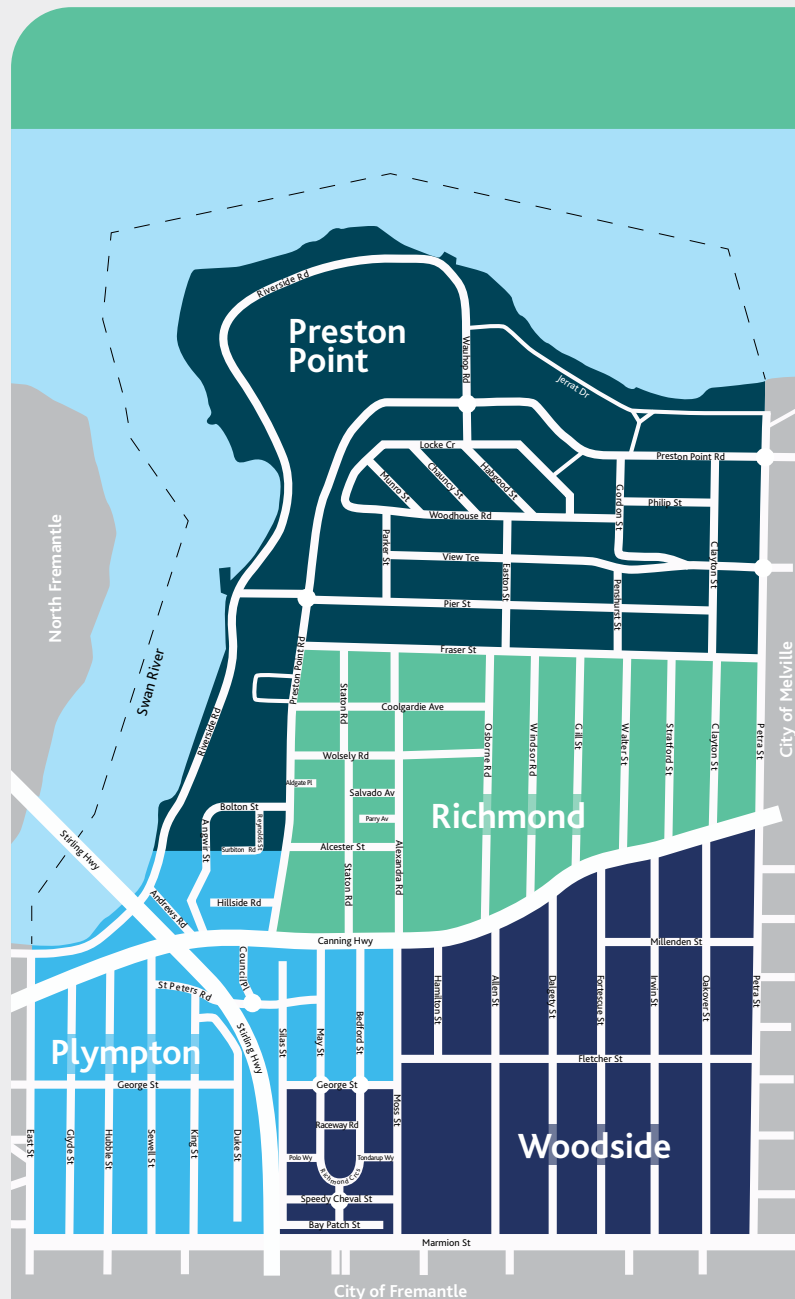 Riverside Rd
Preston
Point
Wauhop Rd
Jerrat Dr
Locke Cr
Preston Point Rd
Munro St
Chauncy St
Habgood St
Gordon St
Philip St
Woodhouse Rd
North Fremantle
Parker St
View Tce
Easton St
Penshurst St
Clayton St
Pier St
Swan River
Preston Point Rd
Fraser St
City of Melville
Riverside Rd
Staton Rd
Coolgardie Ave
Osborne Rd
Windsor Rd
Gill St
Walter St
Stratford St
Clayton St
Petra St
Wolsely Rd
Aldgate Pl
Salvado Av
Bolton St
Richmond
Parry Av
Stirling Hwy
Angwir St
Reynolds St
Surbiton Rd
Alcester St
Alexandra Rd
Staton Rd
Andrews Rd
Hillside Rd
Canning Hwy
Millenden St
Council Pl
St Peters Rd
Hamilton St
Allen St
Dalgety St
Fortesque St
Irwin St
Oakover St
Petra St
Stirling Hwy
Silas St
May St
Bedford St
Plympton
Fletcher St
George St
George St
Moss St
Raceway Rd
East St
Glyde St
Hubble St
Sewell St
King St
Duke St
Woodside
Polo Wy
Tondarup Wy
Richmond Crcs
Speedy Cheval St
Bay Patch St
Marmion St
City of Fremantle